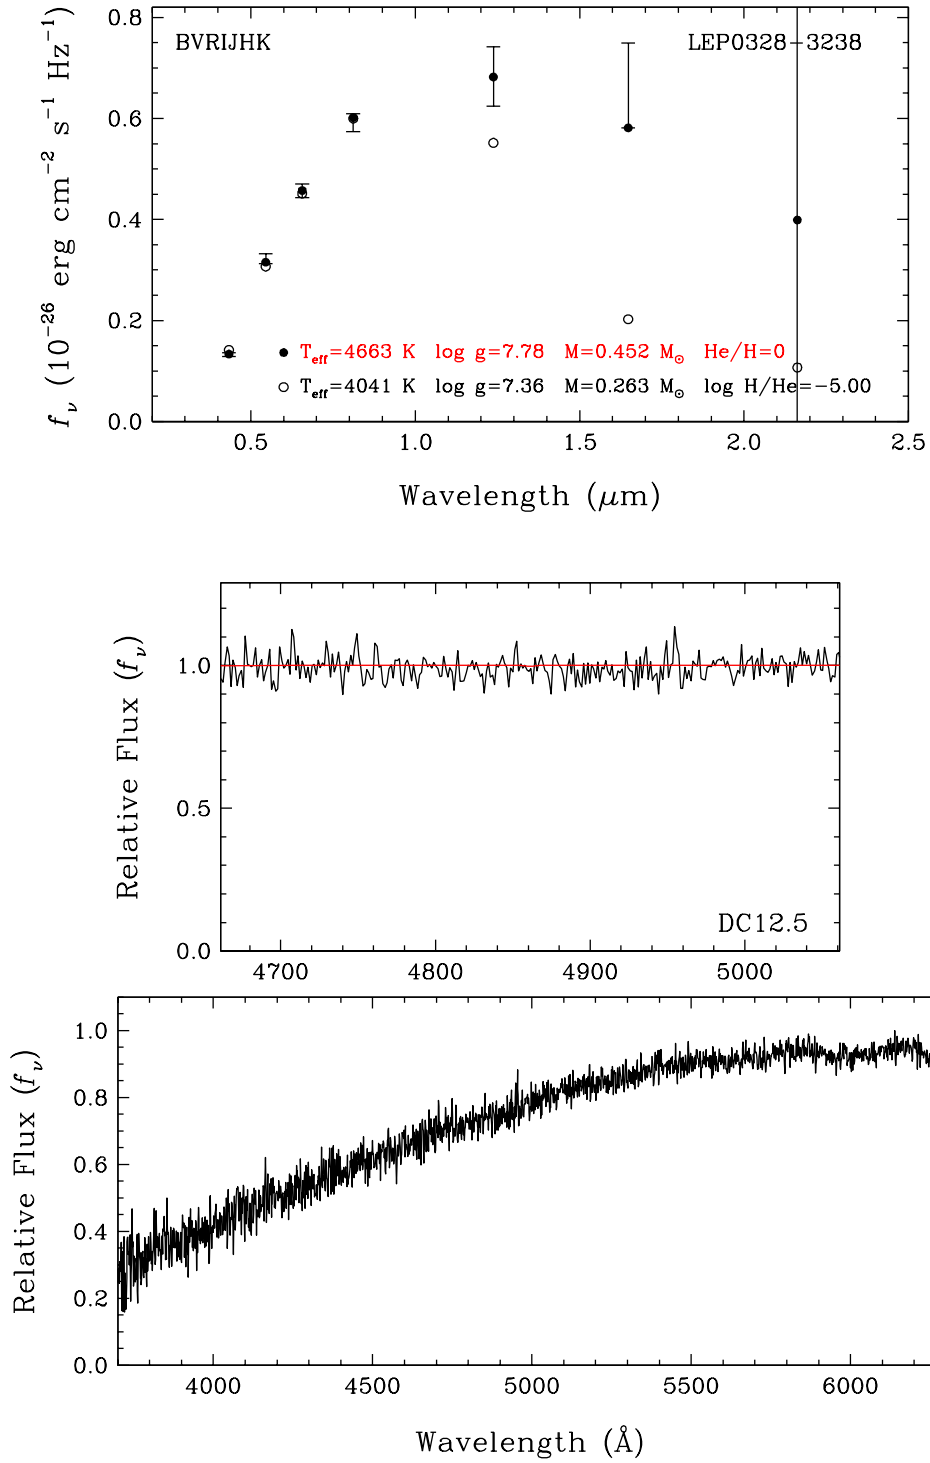 BVRIJHK LEP0328−3238
0.8
0.6
0.4
0.2
0.0
f_ν (10⁻²⁶ erg cm⁻² s⁻¹ Hz⁻¹)
T_eff=4663 K log g=7.78 M=0.452 M_⊙ He/H=0
T_eff=4041 K log g=7.36 M=0.263 M_⊙ log H/He=−5.00
0.5 1.0 1.5 2.0 2.5
Wavelength (μm)
1.0
0.5
0.0
Relative Flux (f_ν)
DC12.5
4700 4800 4900 5000
1.0
0.8
0.6
0.4
0.2
0.0
Relative Flux (f_ν)
4000 4500 5000 5500 6000
Wavelength (Å)